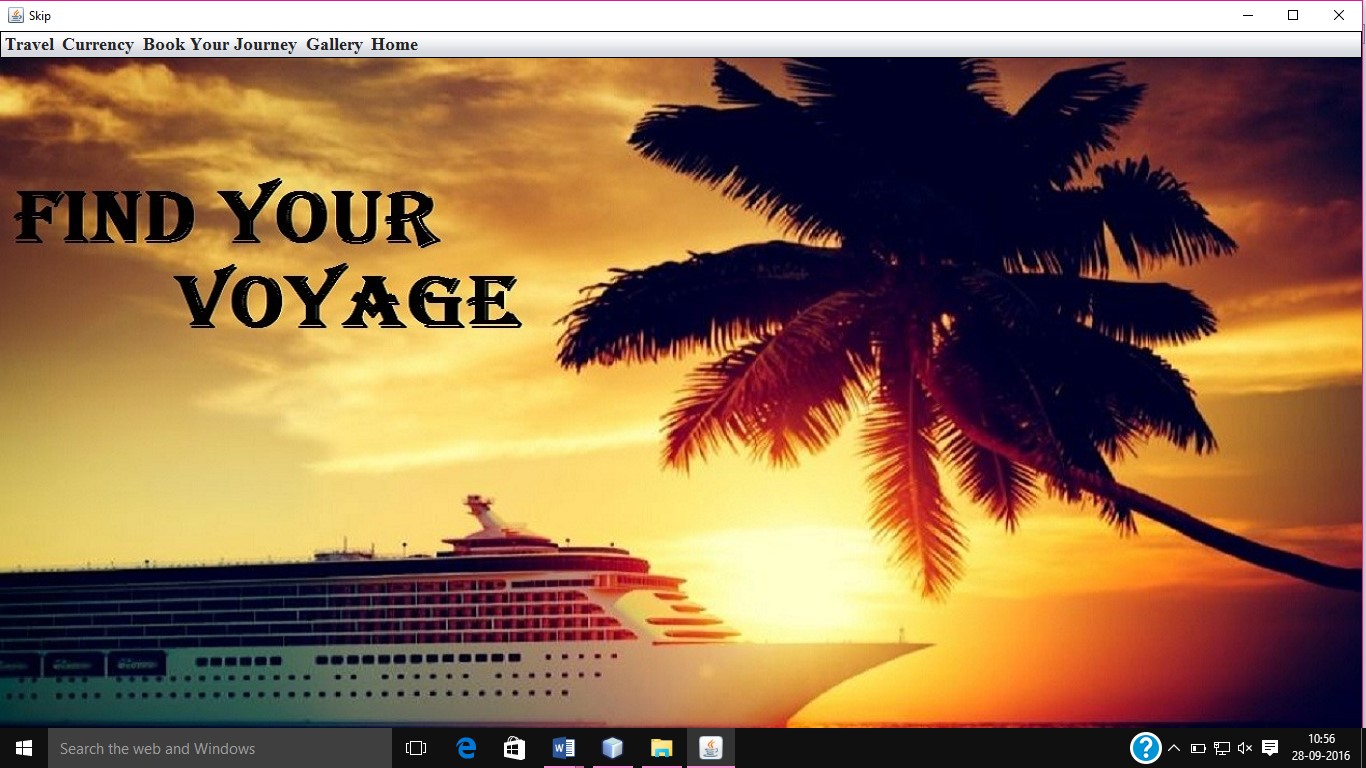 Skip
Travel Currency Book Your Journey Gallery Home
FIND YOUR
VOYAGE
Search the web and Windows
10:56
28-09-2016